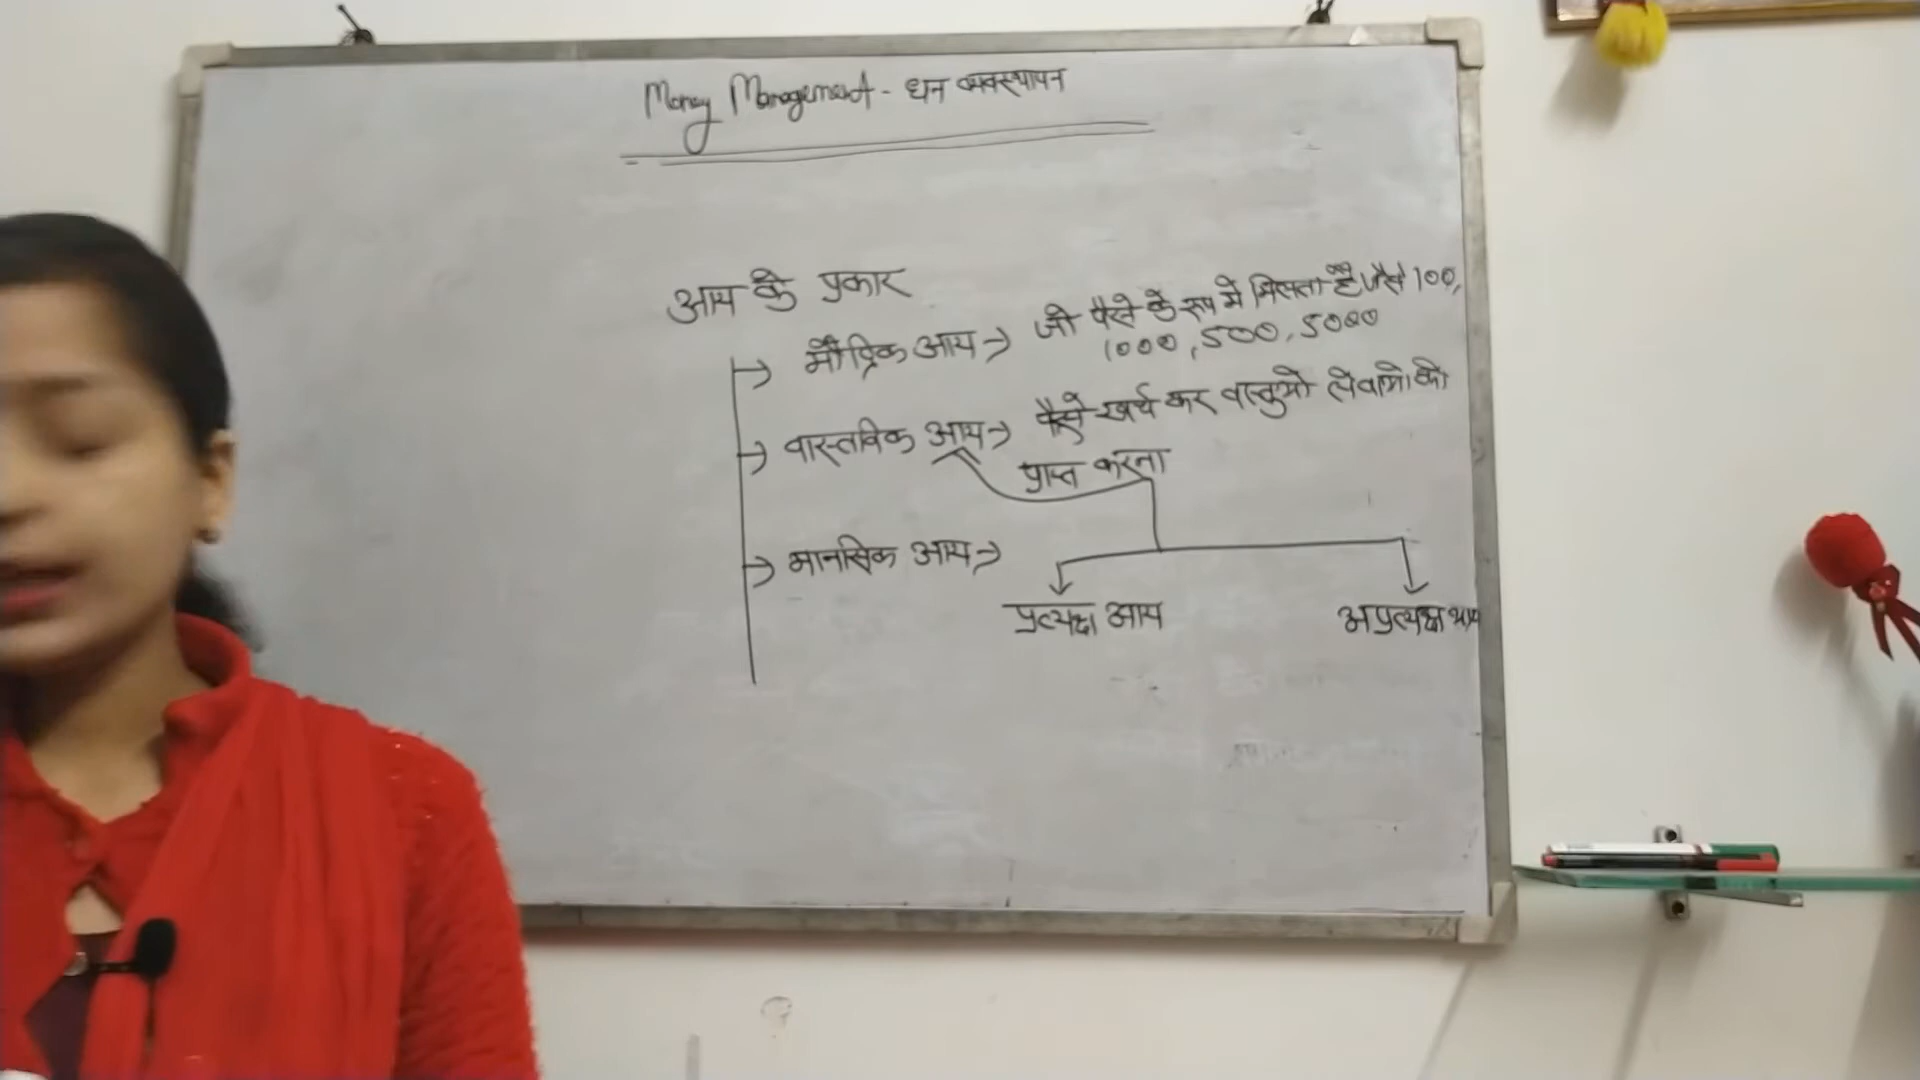 Money Management - धन व्यवस्थापन
आय के प्रकार
→ मौद्रिक आय → जो पैसे के रूप में मिलता है जैसे 100,
1000, 500, 5000
→ वास्तविक आय → पैसे खर्च कर वास्तुओ सेवाओ को
प्राप्त करना
→ मानसिक आय →
प्रत्यक्ष आय
अप्रत्यक्ष आय